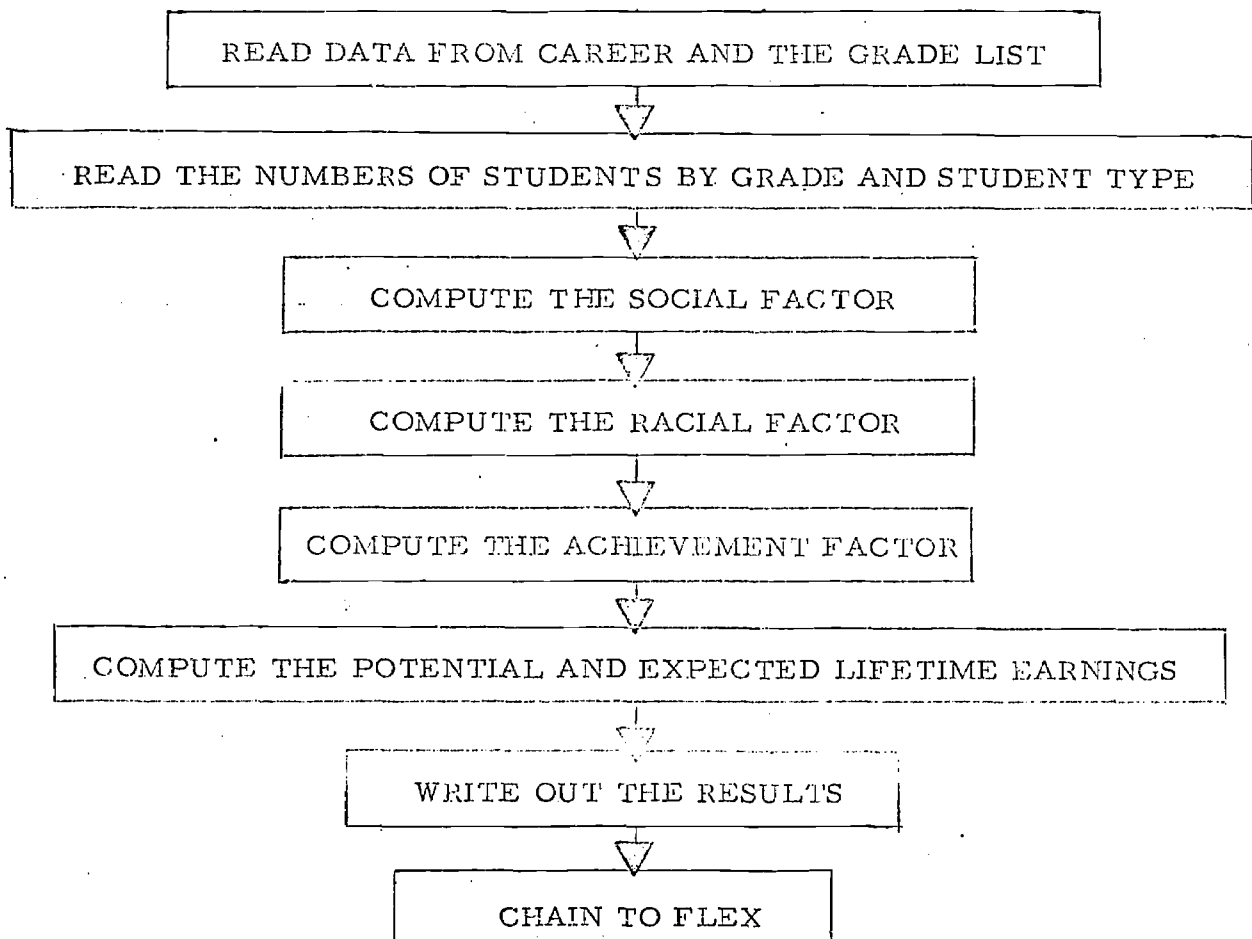 READ DATA FROM CAREER AND THE GRADE LIST
READ THE NUMBERS OF STUDENTS BY GRADE AND STUDENT TYPE
COMPUTE THE SOCIAL FACTOR
COMPUTE THE RACIAL FACTOR
COMPUTE THE ACHIEVEMENT FACTOR
COMPUTE THE POTENTIAL AND EXPECTED LIFETIME EARNINGS
WRITE OUT THE RESULTS
CHAIN TO FLEX